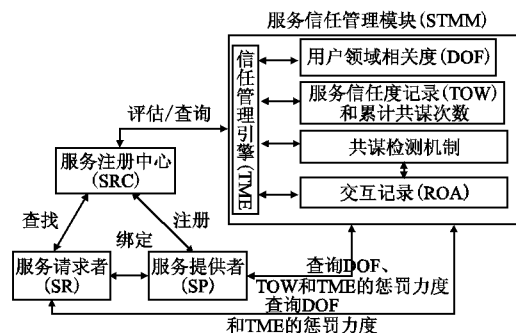 服务信任管理模块(STMM)
信任管理引擎(TME
用户领域相关度(DOF)
服务信任度记录(TOW)
和累计共谋次数
共谋检测机制
交互记录(ROA)
评估/查询
服务注册中心
(SRC)
查找
注册
绑定
服务请求者
(SR)
服务提供者
(SP)
查询DOF、
TOW和TME的惩罚力度
查询DOF
和TME的惩罚力度